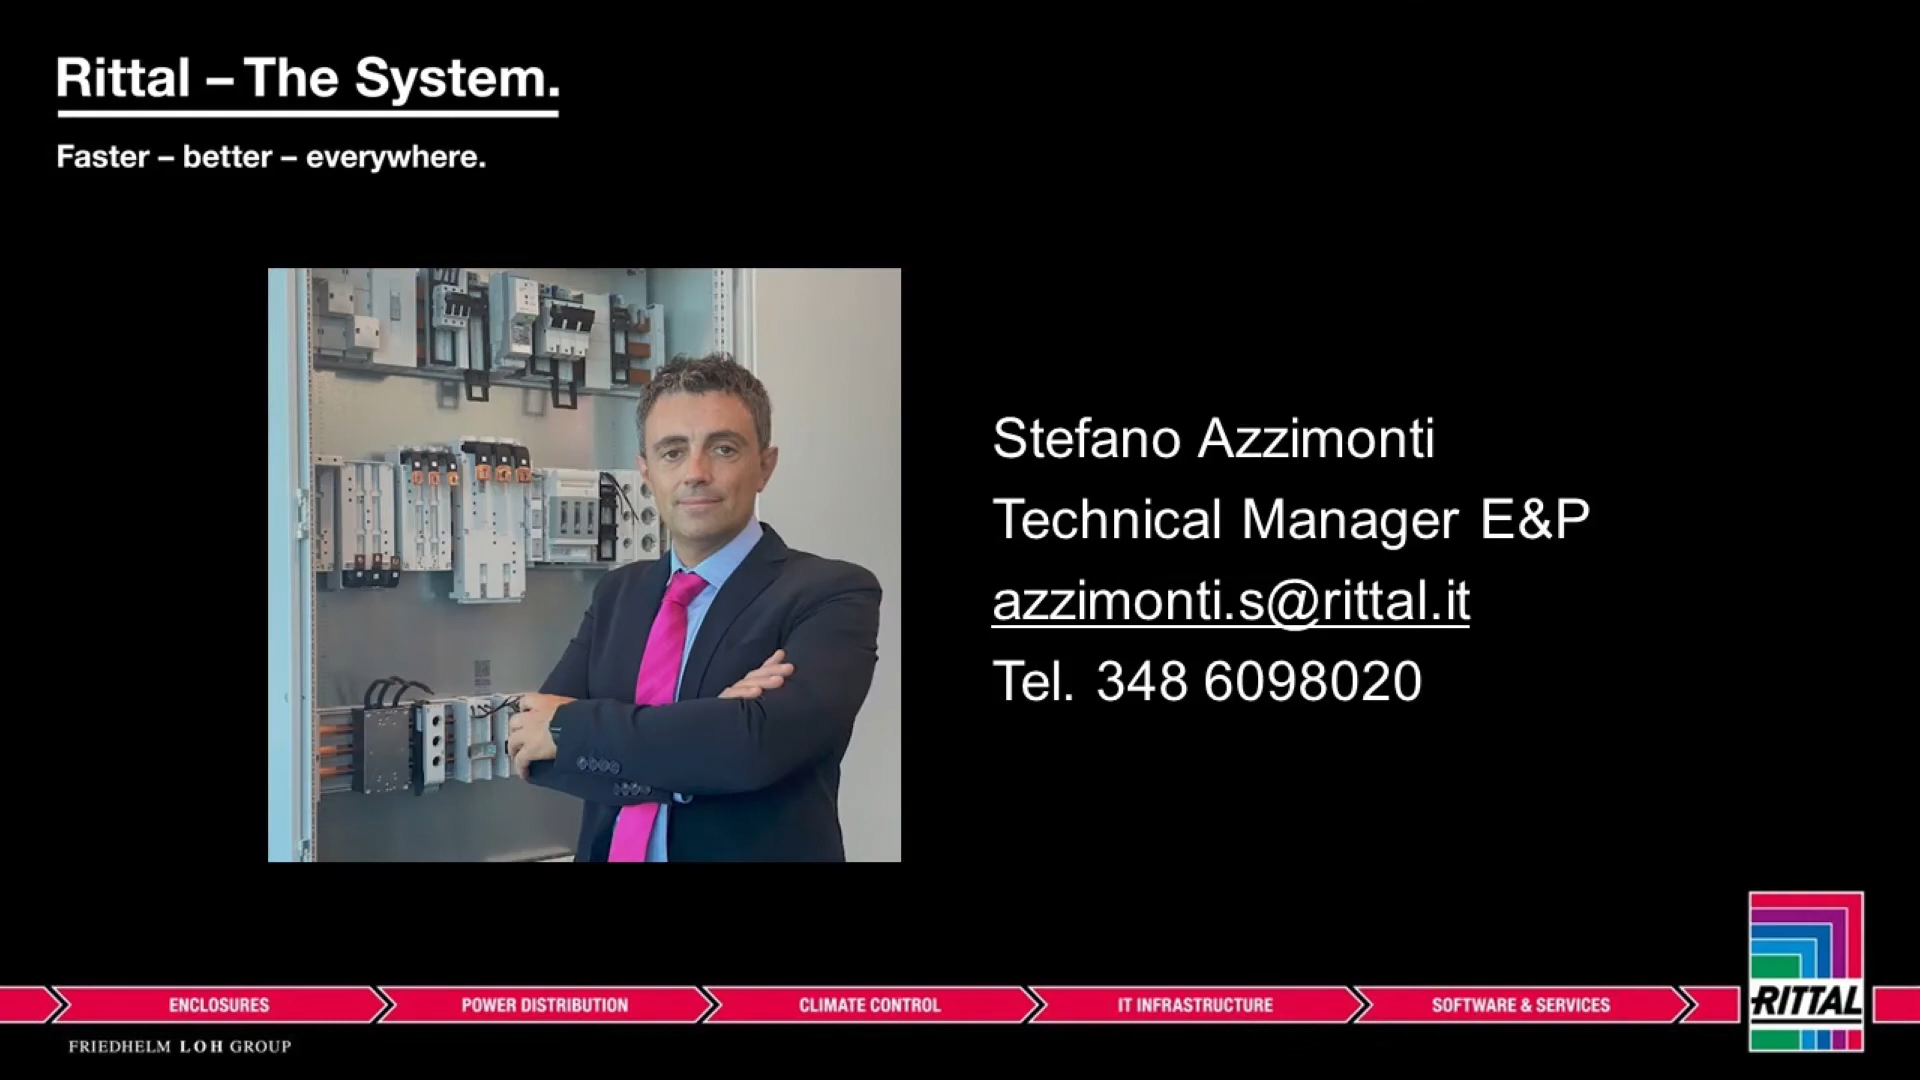 Rittal – The System.
Faster – better – everywhere.
Stefano Azzimonti
Technical Manager E&P
azzimonti.s@rittal.it
Tel. 348 6098020
ENCLOSURES
POWER DISTRIBUTION
CLIMATE CONTROL
IT INFRASTRUCTURE
SOFTWARE & SERVICES
RITTAL
FRIEDHELM LOH GROUP